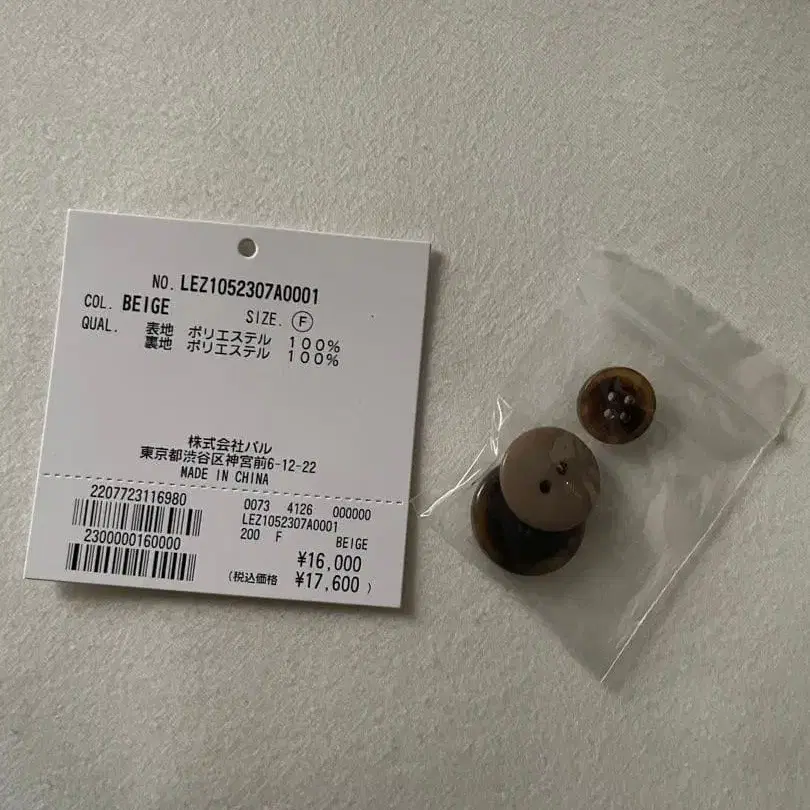 NO. LEZ1052307A0001
COL. BEIGE SIZE. Ⓕ
QUAL. 表地 ポリエステル 100%
裏地 ポリエステル 100%
株式会社パル
東京都渋谷区神宮前6-12-22
MADE IN CHINA
2207723116980
2300000160000
0073 4126 000000
LEZ1052307A0001
200 F BEIGE
¥16,000
(税込価格 ¥17,600 )